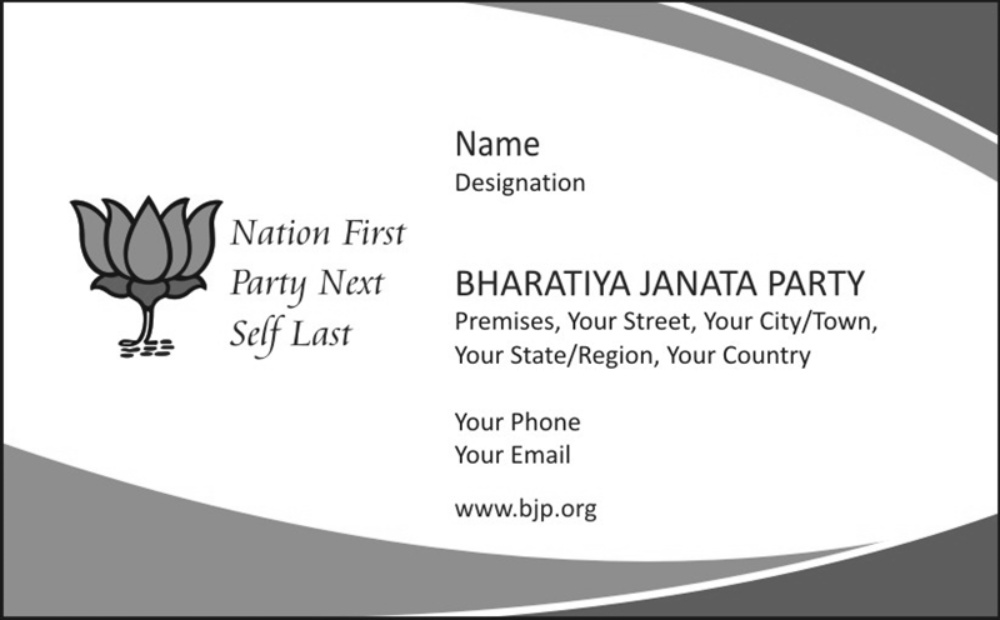 Nation First
Party Next
Self Last
Name
Designation
BHARATIYA JANATA PARTY
Premises, Your Street, Your City/Town,
Your State/Region, Your Country
Your Phone
Your Email
www.bjp.org